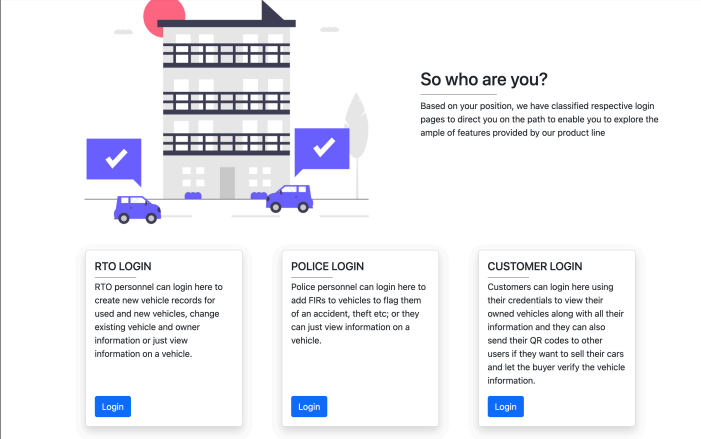 So who are you?
Based on your position, we have classified respective login
pages to direct you on the path to enable you to explore the
ample of features provided by our product line
RTO LOGIN
RTO personnel can login here to
create new vehicle records for
used and new vehicles, change
existing vehicle and owner
information or just view
information on a vehicle.
Login
POLICE LOGIN
Police personnel can login here to
add FIRs to vehicles to flag them
of an accident, theft etc; or they
can just view information on a
vehicle.
Login
CUSTOMER LOGIN
Customers can login here using
their credentials to view their
owned vehicles along with all their
information and they can also
send their QR codes to other
users if they want to sell their cars
and let the buyer verify the vehicle
information.
Login